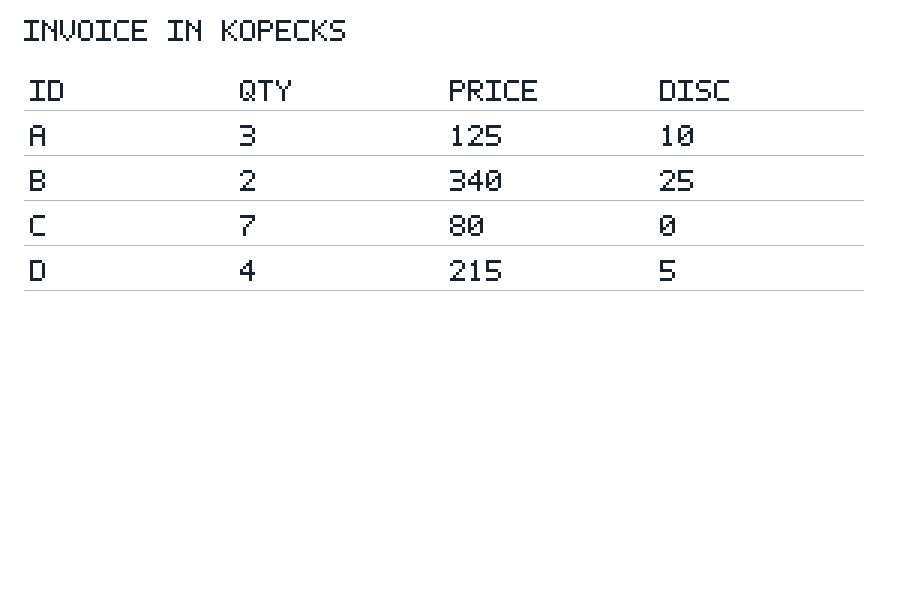 INVOICE IN KOPECKS
ID QTY PRICE DISC
A 3 125 10
B 2 340 25
C 7 80 0
D 4 215 5